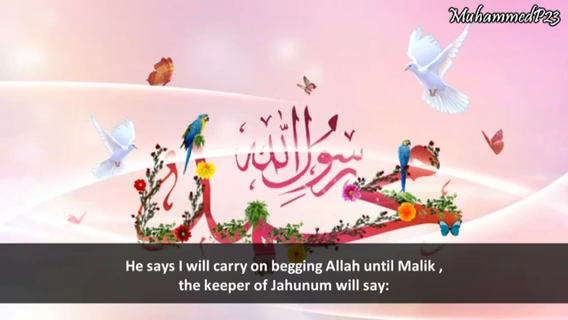 MuhammedP23
رسول الله
محمد
He says I will carry on begging Allah until Malik ,
the keeper of Jahunum will say: